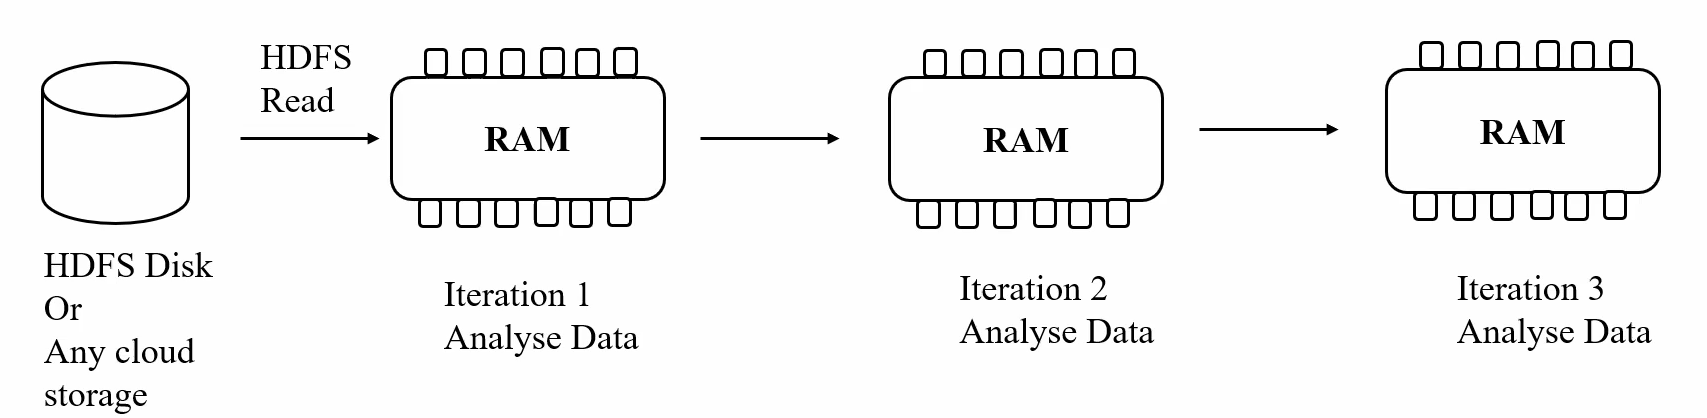 HDFS
Read
RAM
RAM
RAM
HDFS Disk
Or
Any cloud
storage
Iteration 1
Analyse Data
Iteration 2
Analyse Data
Iteration 3
Analyse Data